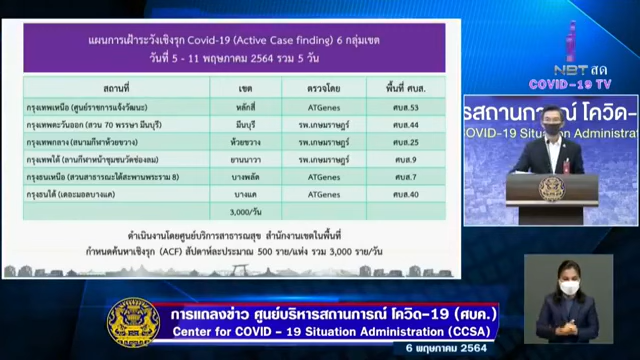 แผนการเฝ้าระวังเชิงรุก Covid-19 (Active Case finding) 6 กลุ่มเขต
วันที่ 5 - 11 พฤษภาคม 2564 รวม 5 วัน
สถานที่ เขต ตรวจโดย พื้นที่ ศบส.
กรุงเทพเหนือ (ศูนย์ราชการแจ้งวัฒนะ) หลักสี่ ATGenes ศบส.53
กรุงเทพตะวันออก (สวน 70 พรรษา มีนบุรี) มีนบุรี รพ.เกษมราษฎร์ ศบส.44
กรุงเทพกลาง (สนามกีฬาห้วยขวาง) ห้วยขวาง รพ.เกษมราษฎร์ ศบส.25
กรุงเทพใต้ (ลานกีฬาหน้าชุมชนวัดช่องลม) ยานนาวา รพ.เกษมราษฎร์ ศบส.9
กรุงธนเหนือ (สวนสาธารณะใต้สะพานพระราม 8) บางพลัด ATGenes ศบส.7
กรุงธนใต้ (เดอะมอลบางแค) บางแค ATGenes ศบส.40
3,000/วัน
ดำเนินงานโดยศูนย์บริการสาธารณสุข สำนักงานเขตในพื้นที่
กำหนดค้นหาเชิงรุก (ACF) สัปดาห์ละประมาณ 500 ราย/แห่ง รวม 3,000 ราย/วัน
NBT สด
COVID-19 TV
ารสถานการณ์ โควิด-
COVID-19 Situation Administrat
การแถลงข่าว ศูนย์บริหารสถานการณ์ โควิด-19 (ศบค.)
Center for COVID - 19 Situation Administration (CCSA)
6 พฤษภาคม 2564